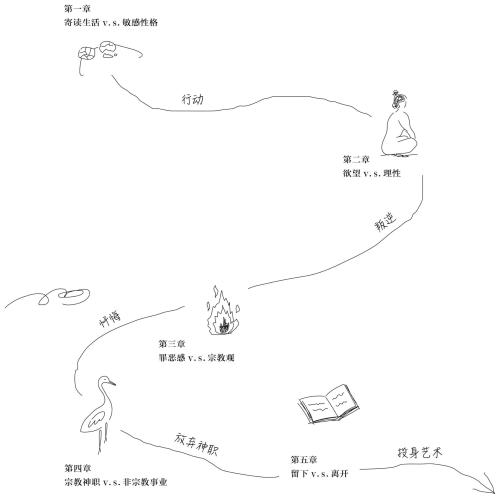 第一章
寄读生活 v.s. 敏感性格
行动
第二章
欲望 v.s. 理性
叛逆
忏悔
第三章
罪恶感 v.s. 宗教观
放弃神职
第四章
宗教神职 v.s. 非宗教事业
第五章
留下 v.s. 离开
投身艺术